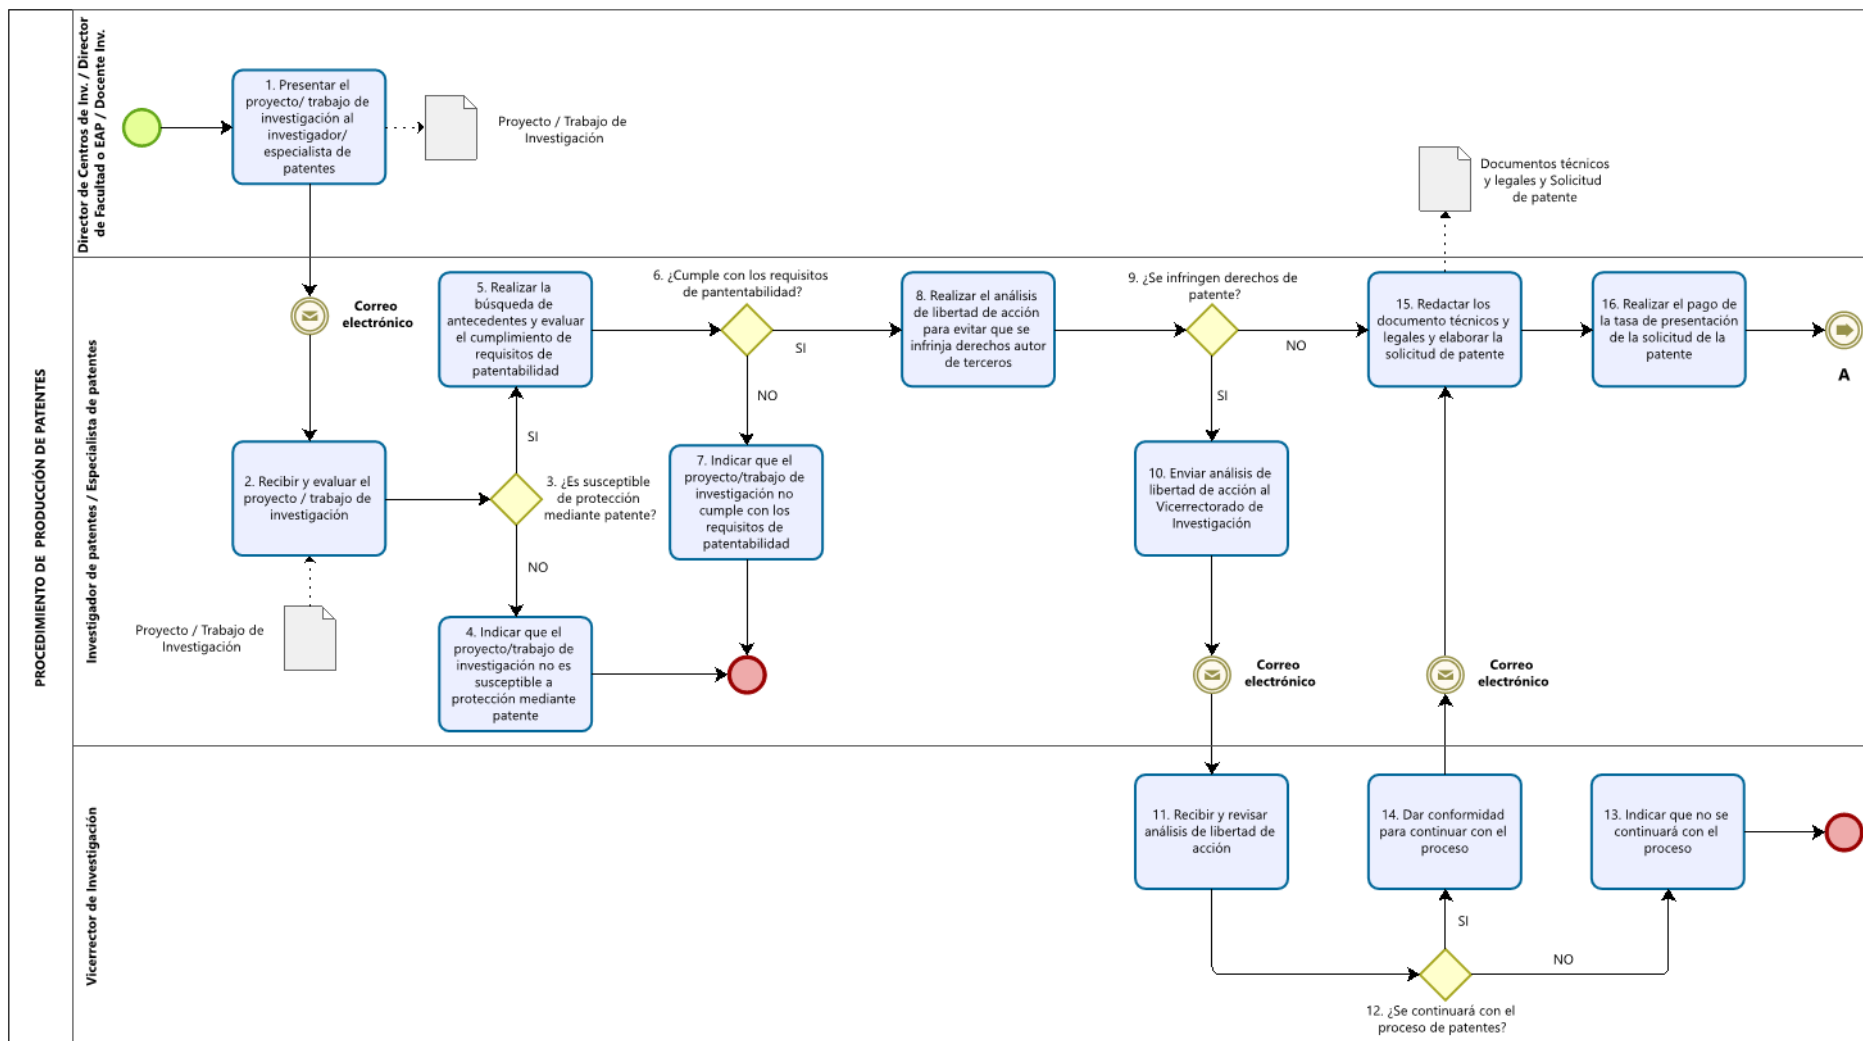 PROCEDIMIENTO DE PRODUCCIÓN DE PATENTES
Director de Centros de Inv. / Director
de Facultad o EAP / Docente Inv.
1. Presentar el
proyecto/ trabajo de
investigación al
investigador/
especialista de
patentes
Proyecto / Trabajo de
Investigación
Documentos técnicos
y legales y Solicitud
de patente
Investigador de patentes / Especialista de patentes
Correo
electrónico
2. Recibir y evaluar el
proyecto / trabajo de
investigación
Proyecto / Trabajo de
Investigación
3. ¿Es susceptible
de protección
mediante patente?
SI
NO
4. Indicar que el
proyecto/trabajo de
investigación no es
susceptible a
protección mediante
patente
5. Realizar la
búsqueda de
antecedentes y evaluar
el cumplimiento de
requisitos de
patentabilidad
6. ¿Cumple con los requisitos
de pantentabilidad?
SI
NO
7. Indicar que el
proyecto/trabajo de
investigación no
cumple con los
requisitos de
patentabilidad
8. Realizar el análisis
de libertad de acción
para evitar que se
infrinja derechos autor
de terceros
9. ¿Se infringen derechos de
patente?
NO
SI
10. Enviar análisis de
libertad de acción al
Vicerrectorado de
Investigación
Correo
electrónico
Correo
electrónico
15. Redactar los
documento técnicos y
legales y elaborar la
solicitud de patente
16. Realizar el pago de
la tasa de presentación
de la solicitud de la
patente
A
Vicerrector de Investigación
11. Recibir y revisar
análisis de libertad de
acción
12. ¿Se continuará con el
proceso de patentes?
SI
NO
14. Dar conformidad
para continuar con el
proceso
13. Indicar que no se
continuará con el
proceso